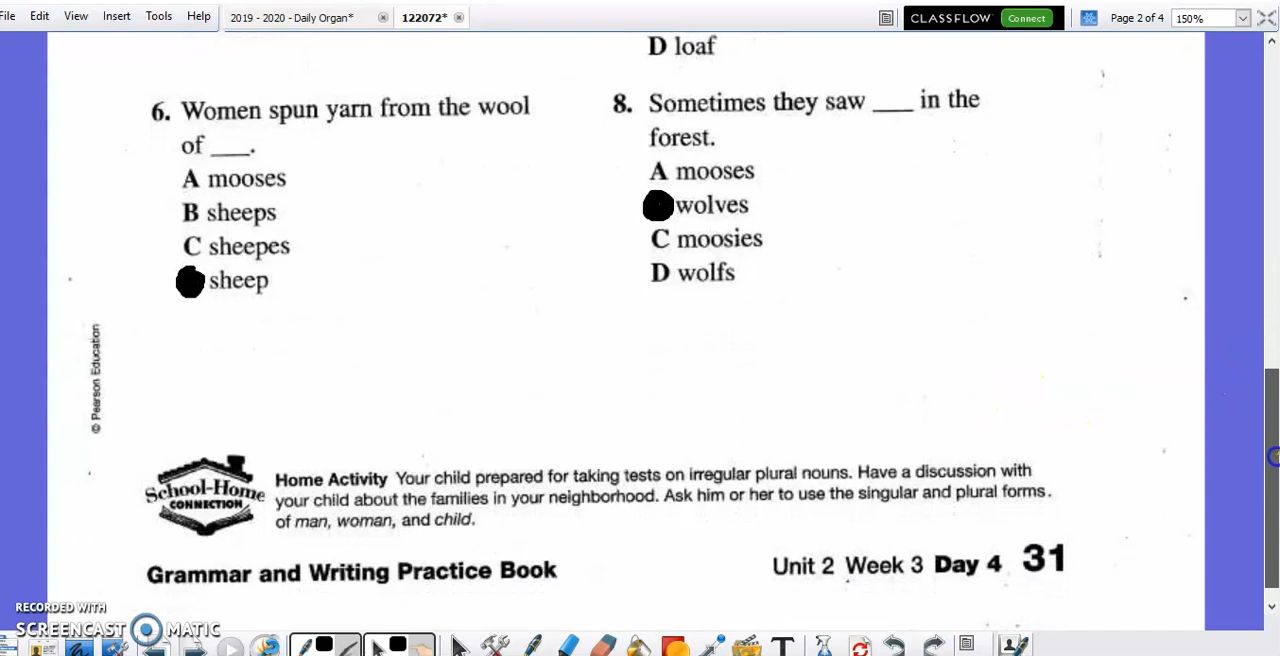 File Edit View Insert Tools Help
2019 - 2020 - Daily Organ*
122072*
CLASSFLOW Connect
Page 2 of 4
150%
D loaf
6. Women spun yarn from the wool
of ___.
A mooses
B sheeps
C sheepes
sheep
8. Sometimes they saw ___ in the
forest.
A mooses
wolves
C moosies
D wolfs
© Pearson Education
School-Home
CONNECTION
Home Activity Your child prepared for taking tests on irregular plural nouns. Have a discussion with
your child about the families in your neighborhood. Ask him or her to use the singular and plural forms.
of man, woman, and child.
Grammar and Writing Practice Book
Unit 2 Week 3 Day 4 31
RECORDED WITH
SCREENCAST MATIC